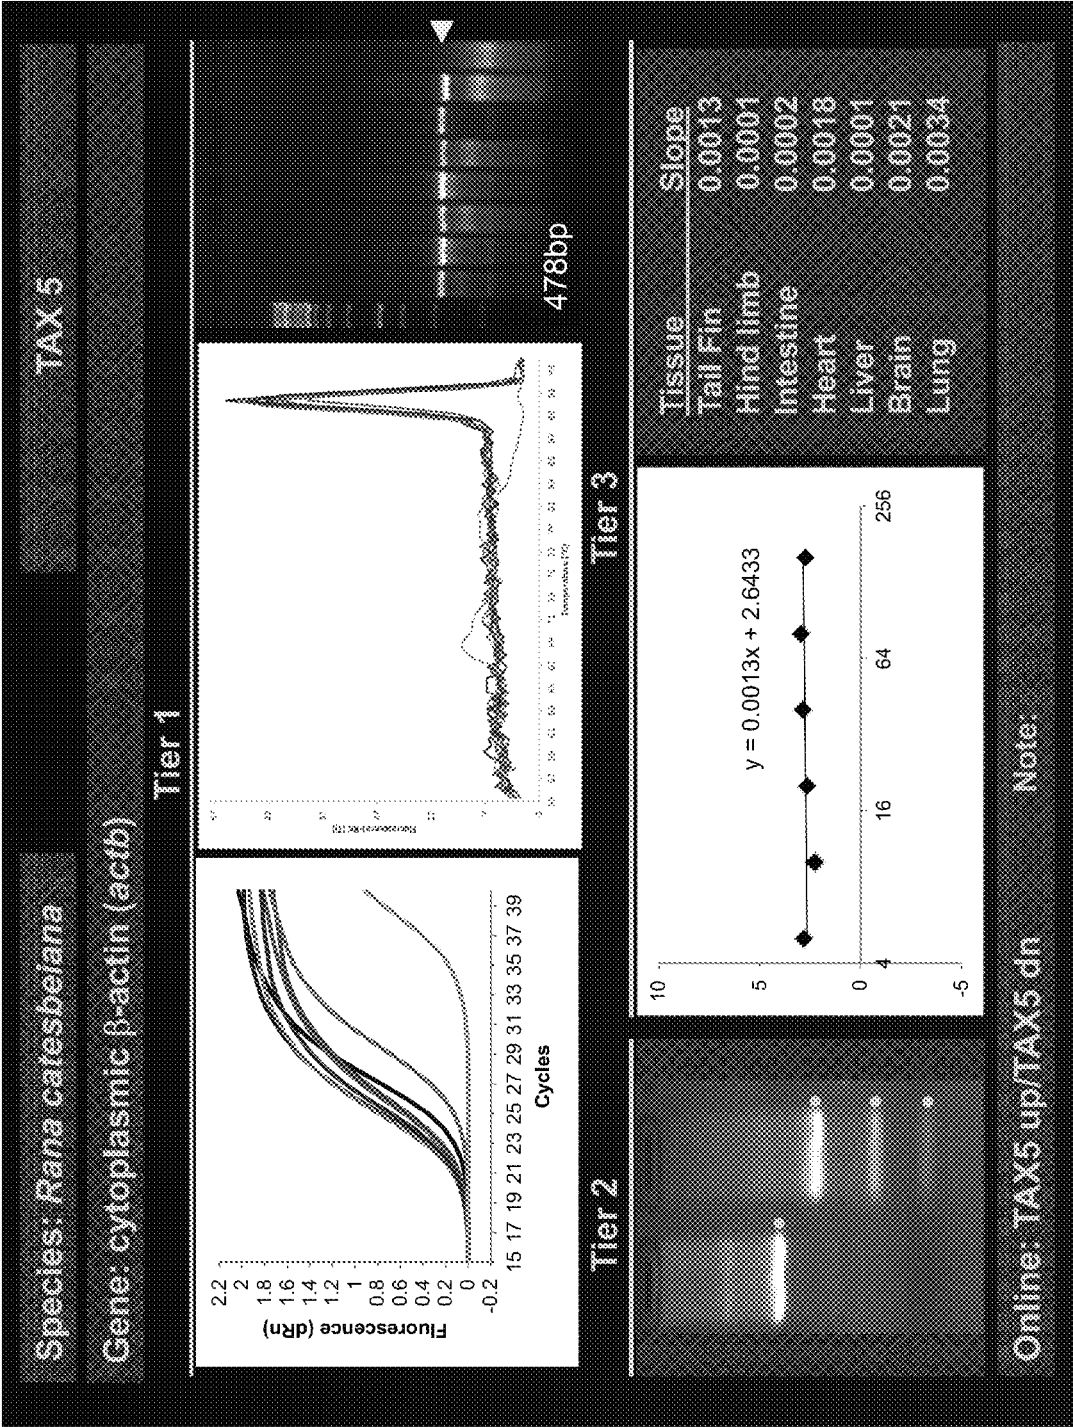 Species: Rana catesbeiana
TAX 5
Gene: cytoplasmic β-actin (actb)
Tier 1
Fluorescence (dRn)
2.2
2
1.8
1.6
1.4
1.2
1
0.8
0.6
0.4
0.2
0
-0.2
15 17 19 21 23 25 27 29 31 33 35 37 39
Cycles
478bp
Tier 2
Tier 3
10
5
0
-5
4 16 64 256
y = 0.0013x + 2.6433
Tissue Slope
Tail Fin 0.0013
Hind limb 0.0001
Intestine 0.0002
Heart 0.0018
Liver 0.0001
Brain 0.0021
Lung 0.0034
Online: TAX5 up/TAX5 dn
Note: